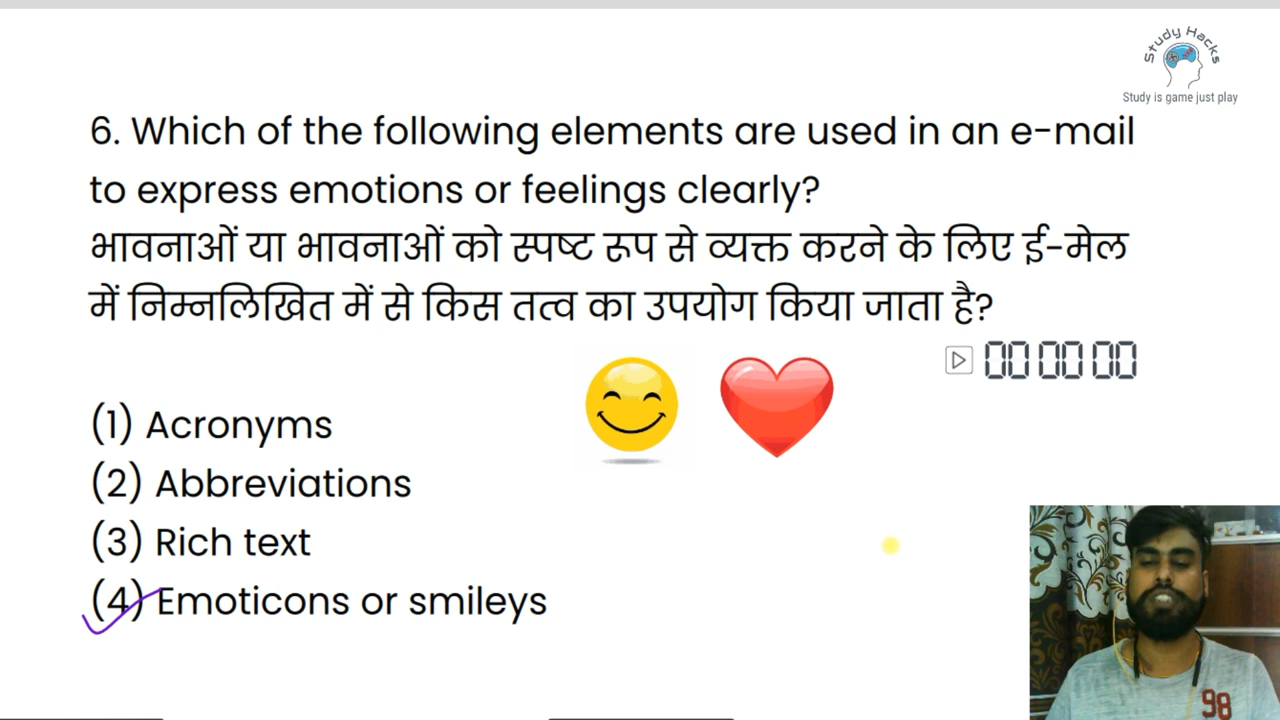 Study Hacks
Study is game just play
6. Which of the following elements are used in an e-mail
to express emotions or feelings clearly?
भावनाओं या भावनाओं को स्पष्ट रूप से व्यक्त करने के लिए ई-मेल
में निम्नलिखित में से किस तत्व का उपयोग किया जाता है?
00 00 00
(1) Acronyms
(2) Abbreviations
(3) Rich text
(4) Emoticons or smileys
98